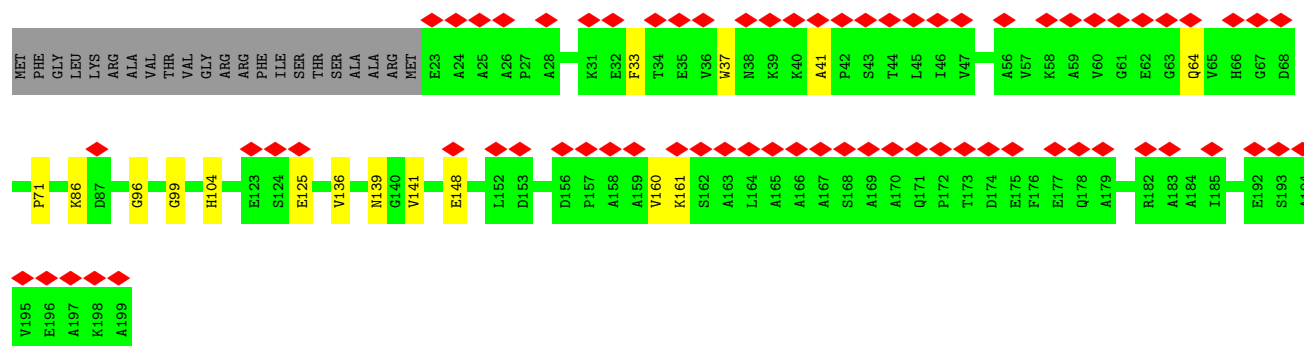 MET PHE GLY LEU LYS ARG ALA VAL THR VAL GLY ARG ARG PHE ILE SER THR SER ALA ALA ARG MET E23 A24 A25 A26 P27 A28 K31 E32 F33 T34 E35 V36 W37 N38 K39 K40 A41 P42 S43 T44 L45 I46 V47 A56 V57 K58 A59 V60 G61 E62 G63 Q64 V65 H66 G67 D68
P71 K86 D87 G96 G99 H104 E123 S124 E125 V136 N139 G140 V141 E148 L152 D153 D156 P157 A158 A159 V160 K161 S162 A163 L164 A165 A166 A167 S168 A169 A170 Q171 P172 T173 D174 E175 F176 E177 Q178 A179 R182 A183 A184 I185 E192 S193 A194
V195 E196 A197 K198 A199